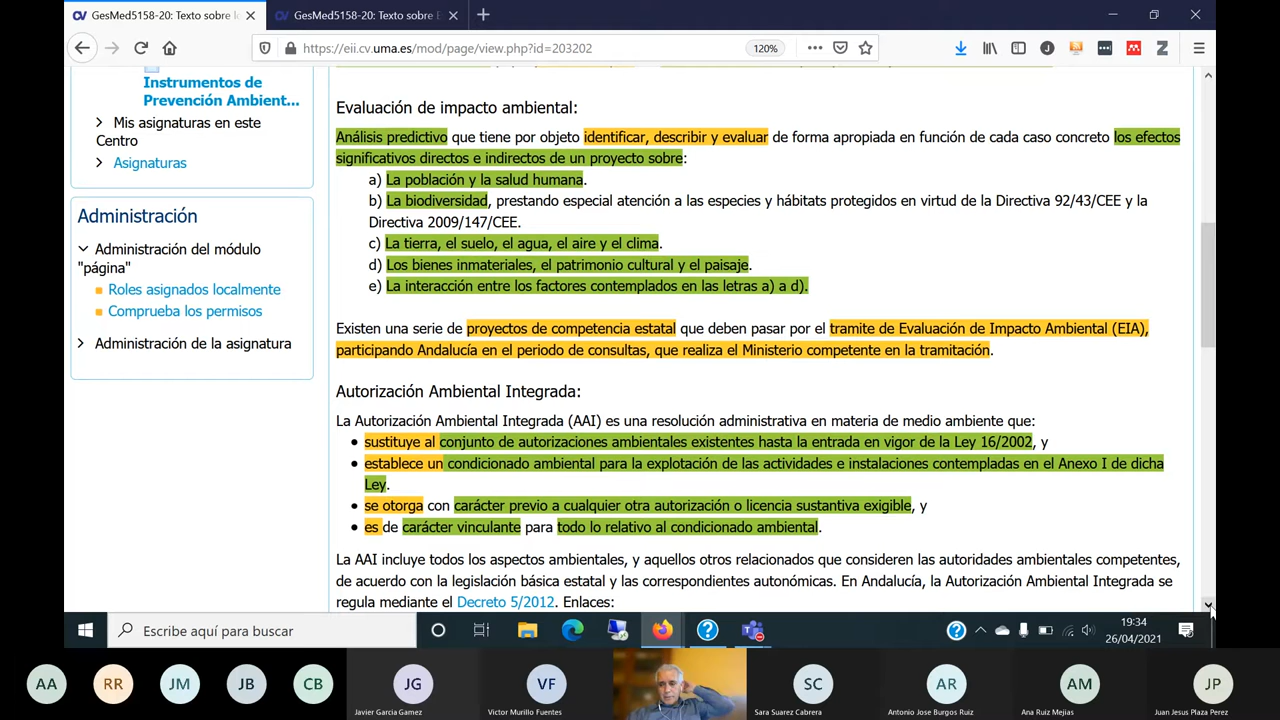 GesMed5158-20: Texto sobre l
GesMed5158-20: Texto sobre E
https://eii.cv.uma.es/mod/page/view.php?id=203202
120%
Instrumentos de
Prevención Ambient...
Mis asignaturas en este
Centro
Asignaturas
Administración
Administración del módulo
"página"
Roles asignados localmente
Comprueba los permisos
Administración de la asignatura
Evaluación de impacto ambiental:
Análisis predictivo que tiene por objeto identificar, describir y evaluar de forma apropiada en función de cada caso concreto los efectos
significativos directos e indirectos de un proyecto sobre:
a) La población y la salud humana.
b) La biodiversidad, prestando especial atención a las especies y hábitats protegidos en virtud de la Directiva 92/43/CEE y la
Directiva 2009/147/CEE.
c) La tierra, el suelo, el agua, el aire y el clima.
d) Los bienes inmateriales, el patrimonio cultural y el paisaje.
e) La interacción entre los factores contemplados en las letras a) a d).
Existen una serie de proyectos de competencia estatal que deben pasar por el tramite de Evaluación de Impacto Ambiental (EIA),
participando Andalucía en el periodo de consultas, que realiza el Ministerio competente en la tramitación.
Autorización Ambiental Integrada:
La Autorización Ambiental Integrada (AAI) es una resolución administrativa en materia de medio ambiente que:
• sustituye al conjunto de autorizaciones ambientales existentes hasta la entrada en vigor de la Ley 16/2002, y
• establece un condicionado ambiental para la explotación de las actividades e instalaciones contempladas en el Anexo I de dicha
Ley.
• se otorga con carácter previo a cualquier otra autorización o licencia sustantiva exigible, y
• es de carácter vinculante para todo lo relativo al condicionado ambiental.
La AAI incluye todos los aspectos ambientales, y aquellos otros relacionados que consideren las autoridades ambientales competentes,
de acuerdo con la legislación básica estatal y las correspondientes autonómicas. En Andalucía, la Autorización Ambiental Integrada se
regula mediante el Decreto 5/2012. Enlaces:
Escribe aquí para buscar
19:34
26/04/2021
AA
RR
JM
JB
CB
JG
Javier Garcia Gamez
VF
Victor Murillo Fuentes
SC
Sara Suarez Cabrera
AR
Antonio Jose Burgos Ruiz
AM
Ana Ruiz Mejias
JP
Juan Jesus Plaza Perez